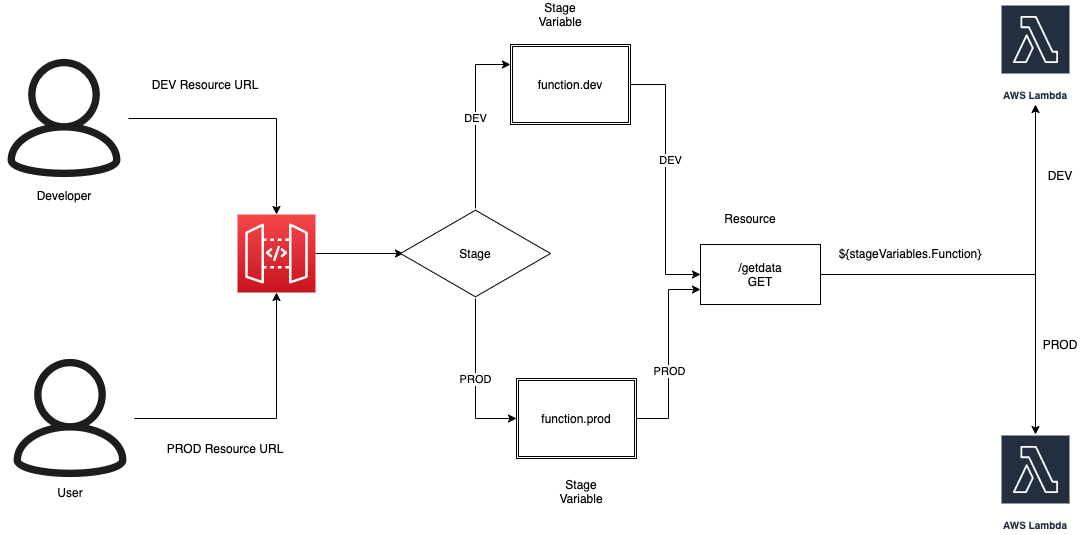 Stage
Variable
DEV Resource URL
function.dev
AWS Lambda
DEV
DEV
DEV
Developer
Resource
</>
Stage
/getdata
GET
${stageVariables.Function}
PROD
PROD
PROD
function.prod
PROD Resource URL
User
Stage
Variable
AWS Lambda